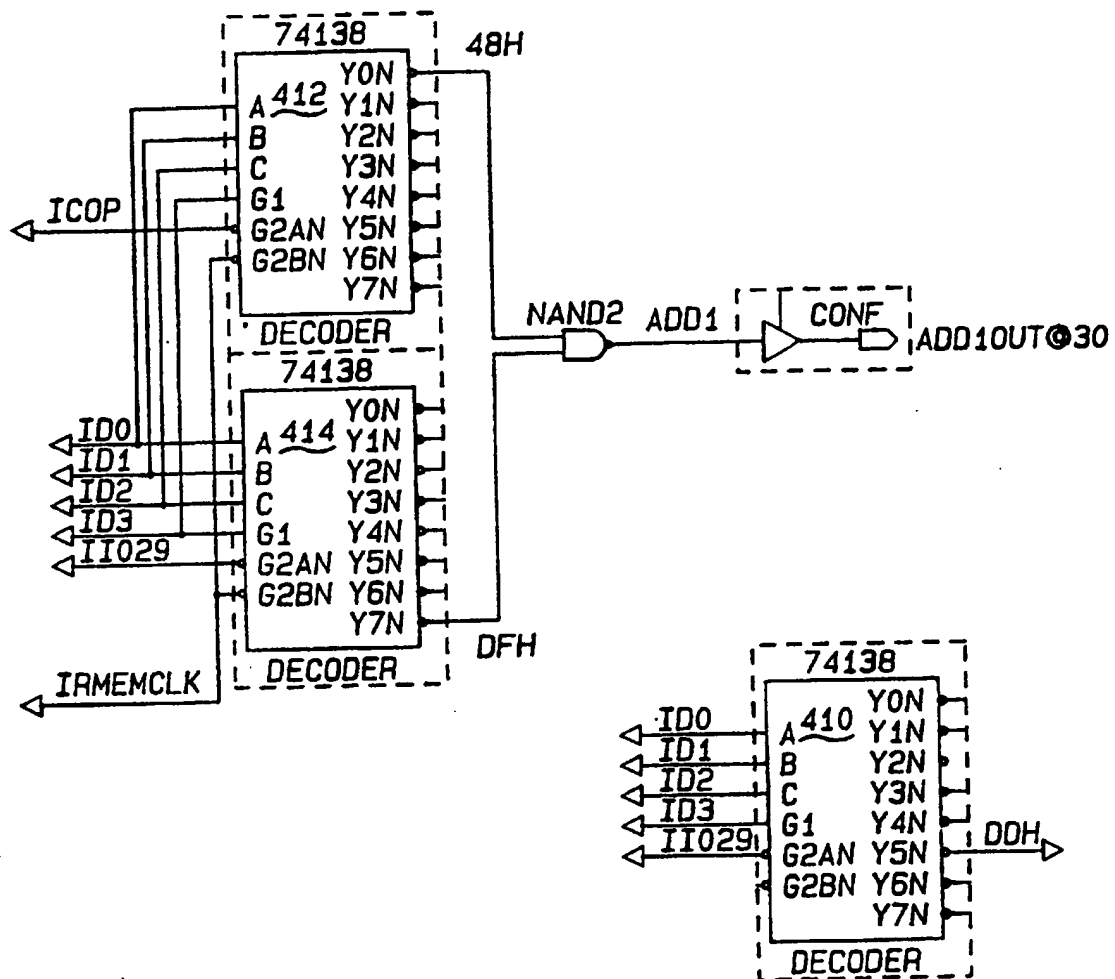 74138
48H
412
A
B
C
G1
G2AN
G2BN
Y0N
Y1N
Y2N
Y3N
Y4N
Y5N
Y6N
Y7N
DECODER
ICOP
NAND2
ADD1
CONF
ADD1OUT@30
74138
414
A
B
C
G1
G2AN
G2BN
Y0N
Y1N
Y2N
Y3N
Y4N
Y5N
Y6N
Y7N
DECODER
ID0
ID1
ID2
ID3
IIO29
IRMEMCLK
DFH
74138
410
A
B
C
G1
G2AN
G2BN
Y0N
Y1N
Y2N
Y3N
Y4N
Y5N
Y6N
Y7N
DECODER
ID0
ID1
ID2
ID3
IIO29
DDH